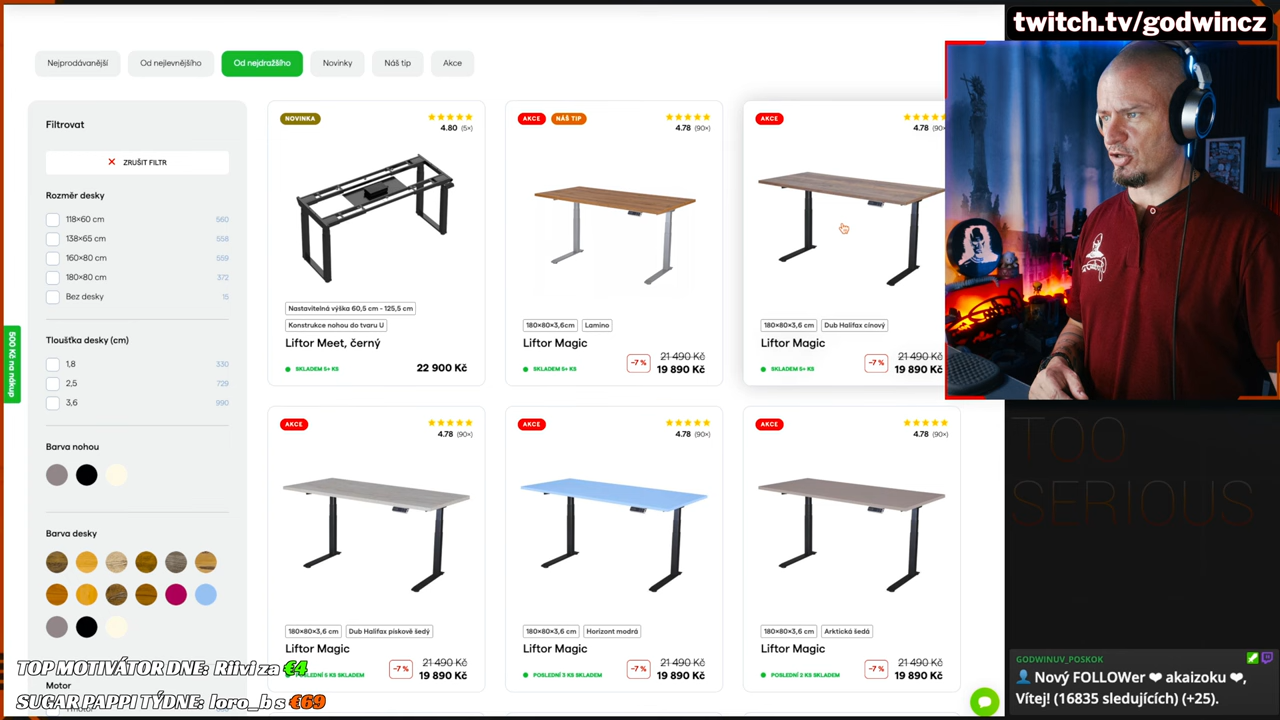 twitch.tv/godwincz
Nejprodávanější
Od nejlevnějšího
Od nejdražšího
Novinky
Náš tip
Akce
Filtrovat
✕ ZRUŠIT FILTR
Rozměr desky
118×60 cm 560
138×65 cm 558
160×80 cm 559
180×80 cm 372
Bez desky 15
Tloušťka desky (cm)
1,8 330
2,5 729
3,6 990
Barva nohou
Barva desky
Motor
500 Kč na nákup
NOVINKA
4.80 (5×)
Nastavitelná výška 60,5 cm - 125,5 cm
Konstrukce nohou do tvaru U
Liftor Meet, černý
SKLADEM 5+ KS
22 900 Kč
AKCE NÁŠ TIP
4.78 (90×)
180×80×3,6cm Lamino
Liftor Magic
-7 % 21 490 Kč
SKLADEM 5+ KS 19 890 Kč
AKCE
4.78 (90×
180×80×3,6 cm Dub Halifax cínový
Liftor Magic
-7 % 21 490 Kč
SKLADEM 5+ KS 19 890 Kč
AKCE
4.78 (90×)
180×80×3,6 cm Dub Halifax pískově šedý
Liftor Magic
-7 % 21 490 Kč
POSLEDNÍ 5 KS SKLADEM 19 890 Kč
AKCE
4.78 (90×)
180×80×3,6 cm Horizont modrá
Liftor Magic
-7 % 21 490 Kč
POSLEDNÍ 3 KS SKLADEM 19 890 Kč
AKCE
4.78 (90×)
180×80×3,6 cm Arktická šedá
Liftor Magic
-7 % 21 490 Kč
POSLEDNÍ 2 KS SKLADEM 19 890 Kč
TOP MOTIVÁTOR DNE: Riivi za €4
SUGAR PAPPI TÝDNE: loro_b s €69
TOO
SERIOUS
GODWINUV_POSKOK
Nový FOLLOWer ❤ akaizoku ❤,
Vítej! (16835 sledujících) (+25).